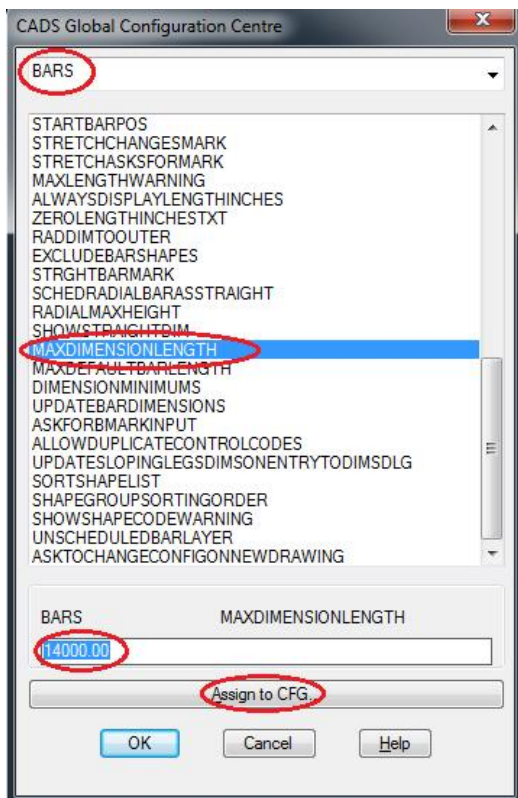 CADS Global Configuration Centre
BARS
STARTBARPOS
STRETCHCHANGESMARK
STRETCHASKSFORMARK
MAXLENGTHWARNING
ALWAYSDISPLAYLENGTHINCHES
ZEROLENGTHINCHESTXT
RADDIMTOOUTER
EXCLUDEBARSHAPES
STRGHTBARMARK
SCHEDRADIALBARASSTRAIGHT
RADIALMAXHEIGHT
SHOWSTRAIGHTDIM
MAXDIMENSIONLENGTH
MAXDEFAULTBARLENGTH
DIMENSIONMINIMUMS
UPDATEBARDIMENSIONS
ASKFORBMARKINPUT
ALLOWDUPLICATECONTROLCODES
UPDATESLOPINGLEGSDIMSONENTRYTODIMSDLG
SORTSHAPELIST
SHAPEGROUPSORTINGORDER
SHOWSHAPECODEWARNING
UNSCHEDULEDBARLAYER
ASKTOCHANGECONFIGONNEWDRAWING
BARS MAXDIMENSIONLENGTH
14000.00
Assign to CFG...
OK Cancel Help